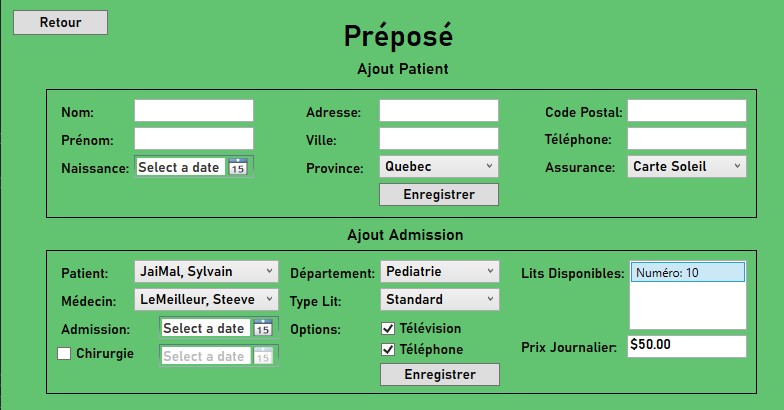 Retour
Préposé
Ajout Patient
Nom: Adresse: Code Postal:
Prénom: Ville: Téléphone:
Naissance: Select a date 15 Province: Quebec Assurance: Carte Soleil
Enregistrer
Ajout Admission
Patient: JaiMal, Sylvain Département: Pediatrie Lits Disponibles: Numéro: 10
Médecin: LeMeilleur, Steeve Type Lit: Standard
Admission: Select a date 15 Options: Télévision
Chirurgie Select a date 15 Téléphone Prix Journalier: $50.00
Enregistrer